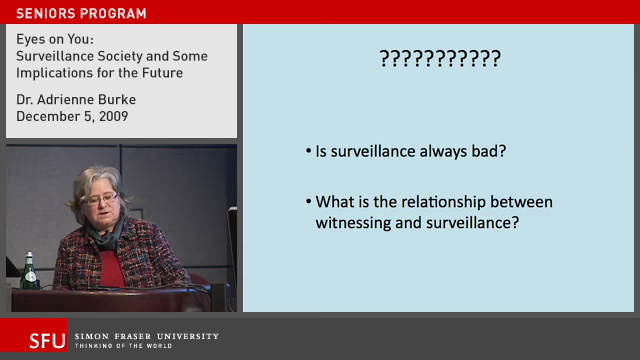 SENIORS PROGRAM
Eyes on You:
Surveillance Society and Some
Implications for the Future
Dr. Adrienne Burke
December 5, 2009
???????????
• Is surveillance always bad?
• What is the relationship between
witnessing and surveillance?
SFU
SIMON FRASER UNIVERSITY
THINKING OF THE WORLD